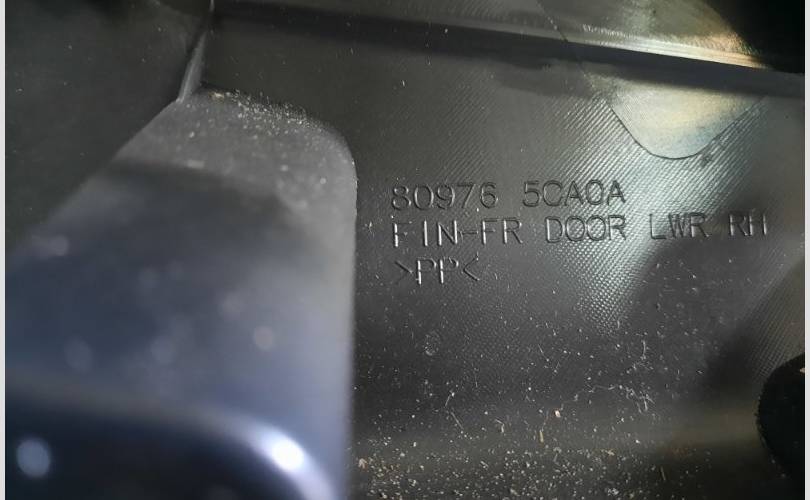 80976 5CA0A
FIN-FR DOOR LWR RH
>PP<